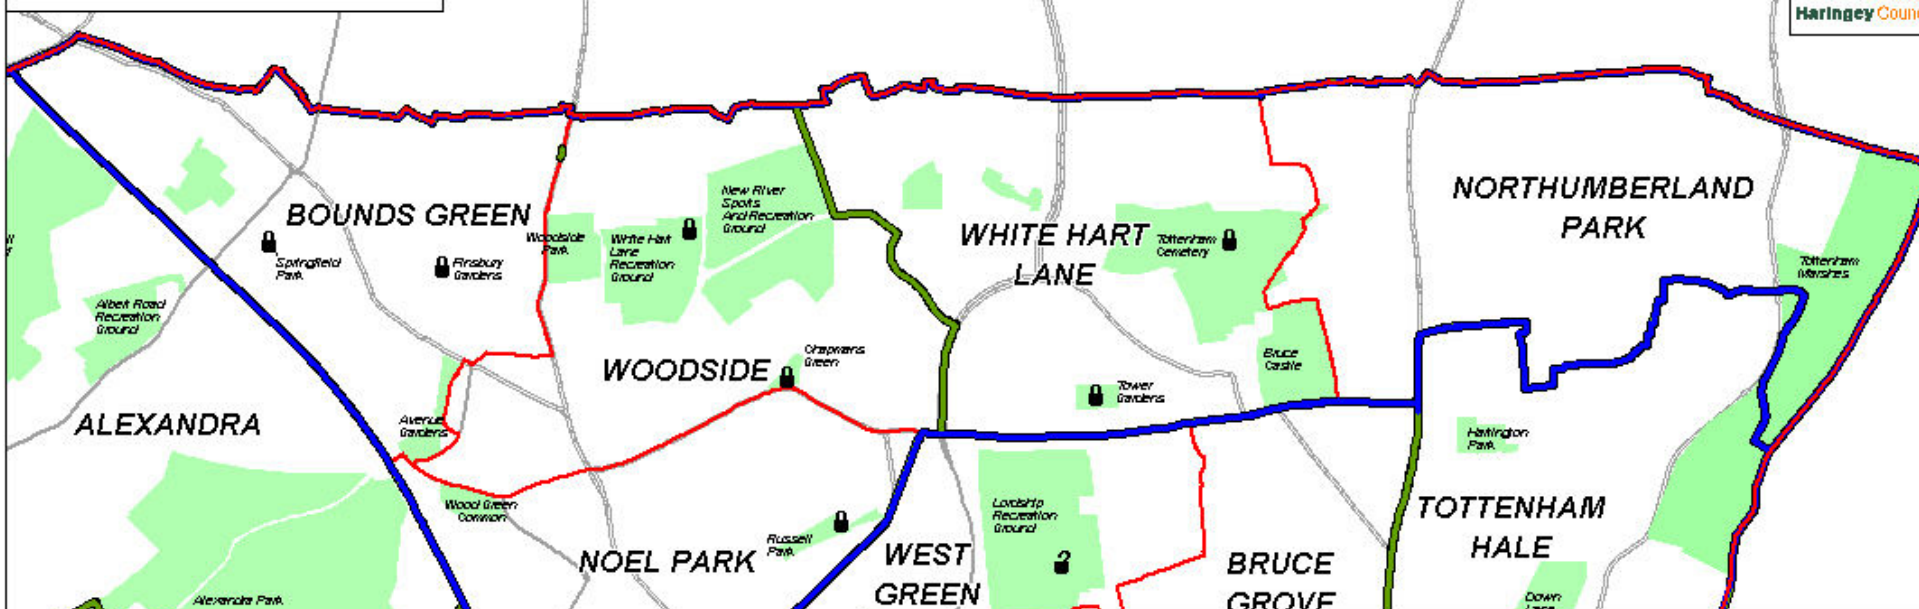 Haringey Coun
NORTHUMBERLAND
PARK
BOUNDS GREEN
New River
Spots
And Recreation
Ground
WHITE HART
LANE
Woodside
Park
White Hart
Lane
Recreation
Ground
Tottenham
Cemetery
Springfield
Park
Finsbury
Gardens
Tottenham
Marshes
Albert Road
Recreation
Ground
Chapmans
Green
Bruce
Castle
WOODSIDE
Tower
Gardens
ALEXANDRA
Avenue
Gardens
Hartington
Park
Wood Green
Common
Lordship
Recreation
Ground
TOTTENHAM
HALE
Russell
Park
NOEL PARK
WEST
GREEN
BRUCE
GROVE
Alexandra Park
Down
Lane